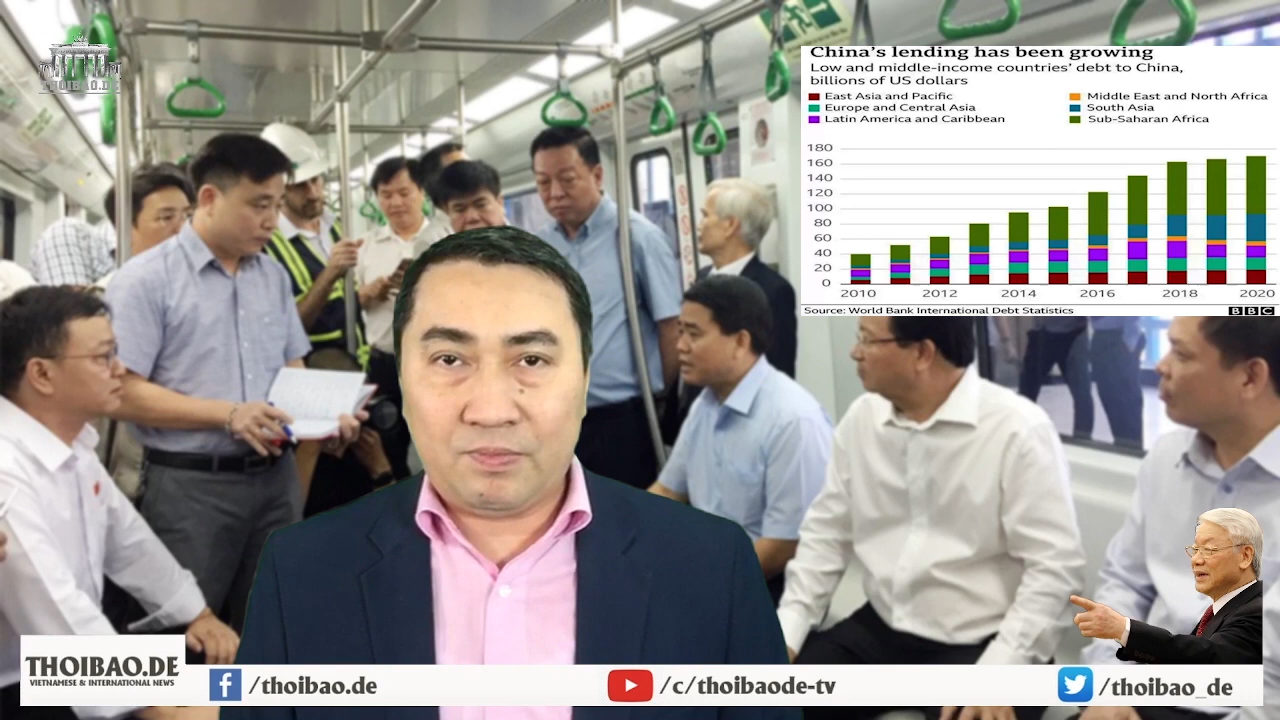 THOIBAO.DE
China's lending has been growing
Low and middle-income countries' debt to China,
billions of US dollars
East Asia and Pacific
Middle East and North Africa
Europe and Central Asia
South Asia
Latin America and Caribbean
Sub-Saharan Africa
180
160
140
120
100
80
60
40
20
0
2010 2012 2014 2016 2018 2020
Source: World Bank International Debt Statistics
BBC
THOIBAO.DE
VIETNAMESE & INTERNATIONAL NEWS
/thoibao.de
/c/thoibaode-tv
/thoibao_de